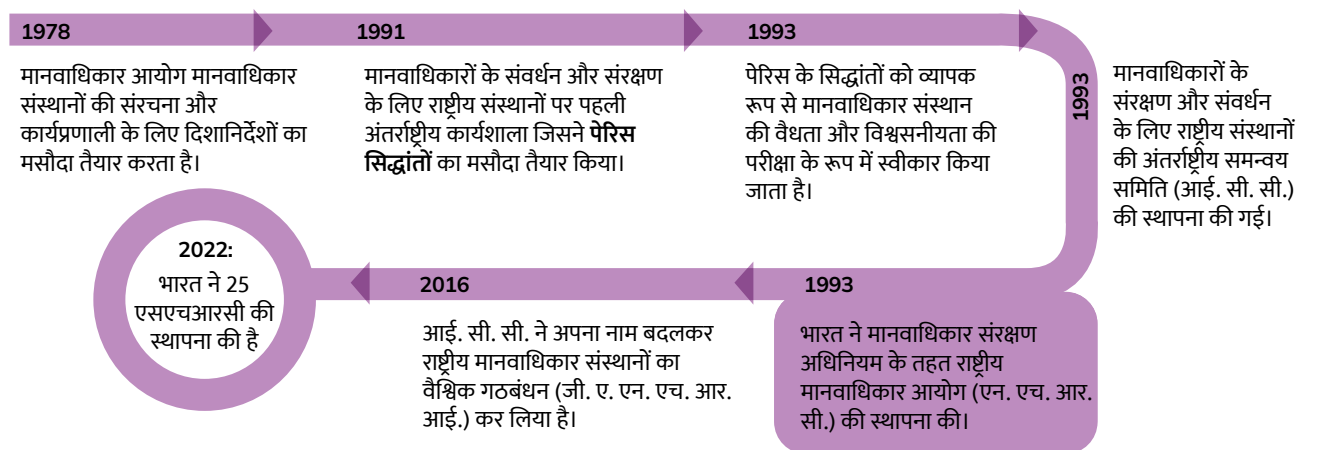 1978
मानवाधिकार आयोग मानवाधिकार
संस्थानों की संरचना और
कार्यप्रणाली के लिए दिशानिर्देशों का
मसौदा तैयार करता है।
1991
मानवाधिकारों के संवर्धन और संरक्षण
के लिए राष्ट्रीय संस्थानों पर पहली
अंतर्राष्ट्रीय कार्यशाला जिसने पेरिस
सिद्धांतों का मसौदा तैयार किया।
1993
पेरिस के सिद्धांतों को व्यापक
रूप से मानवाधिकार संस्थान
की वैधता और विश्वसनीयता की
परीक्षा के रूप में स्वीकार किया
जाता है।
1993
मानवाधिकारों के
संरक्षण और संवर्धन
के लिए राष्ट्रीय संस्थानों
की अंतर्राष्ट्रीय समन्वय
समिति (आई. सी. सी.)
की स्थापना की गई।
1993
भारत ने मानवाधिकार संरक्षण
अधिनियम के तहत राष्ट्रीय
मानवाधिकार आयोग (एन. एच. आर.
सी.) की स्थापना की।
2016
आई. सी. सी. ने अपना नाम बदलकर
राष्ट्रीय मानवाधिकार संस्थानों का
वैश्विक गठबंधन (जी. ए. एन. एच. आर.
आई.) कर लिया है।
2022:
भारत ने 25
एसएचआरसी की
स्थापना की है